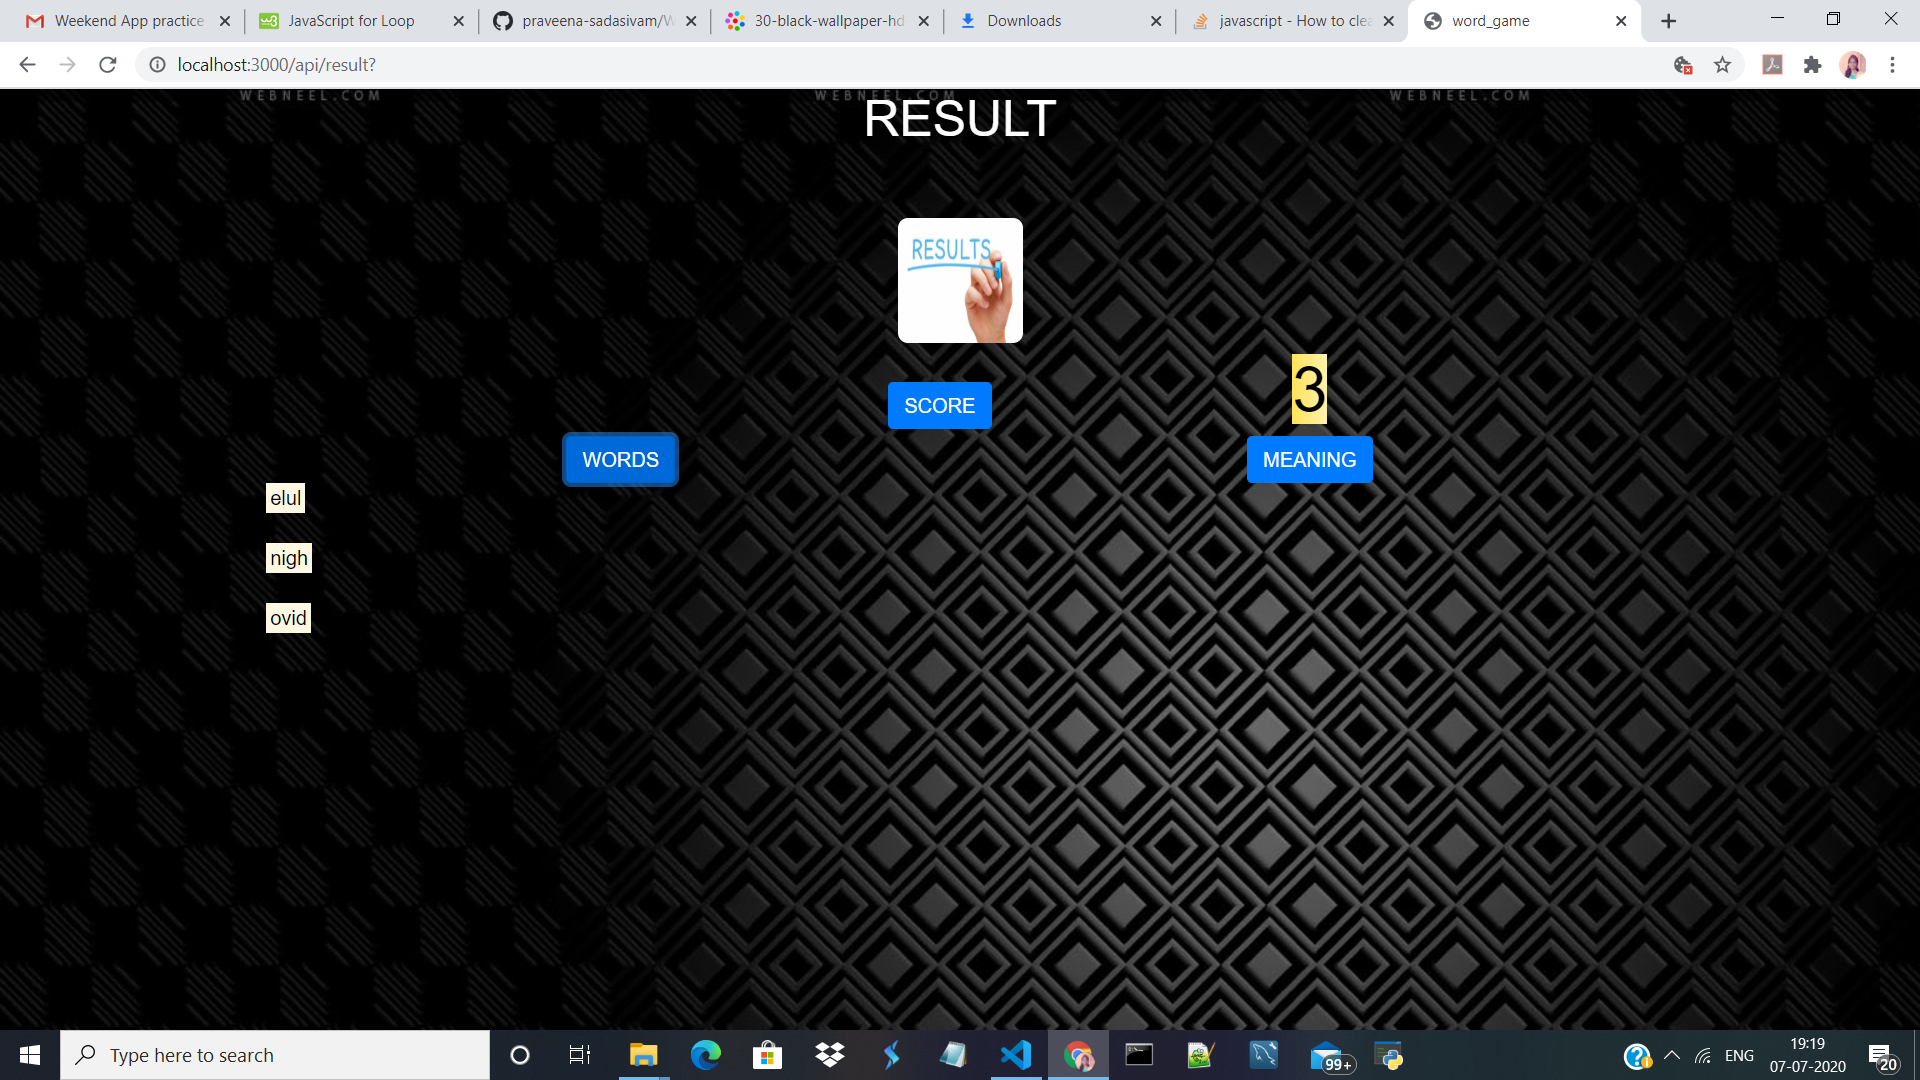 Weekend App practice
JavaScript for Loop
praveena-sadasivam/W
30-black-wallpaper-hd
Downloads
javascript - How to clea
word_game
localhost:3000/api/result?
WEBNEEL.COM WEBNEEL.COM WEBNEEL.COM
RESULT
RESULTS
3
SCORE
WORDS
MEANING
elul
nigh
ovid
Type here to search
99+
ENG
19:19
07-07-2020
20